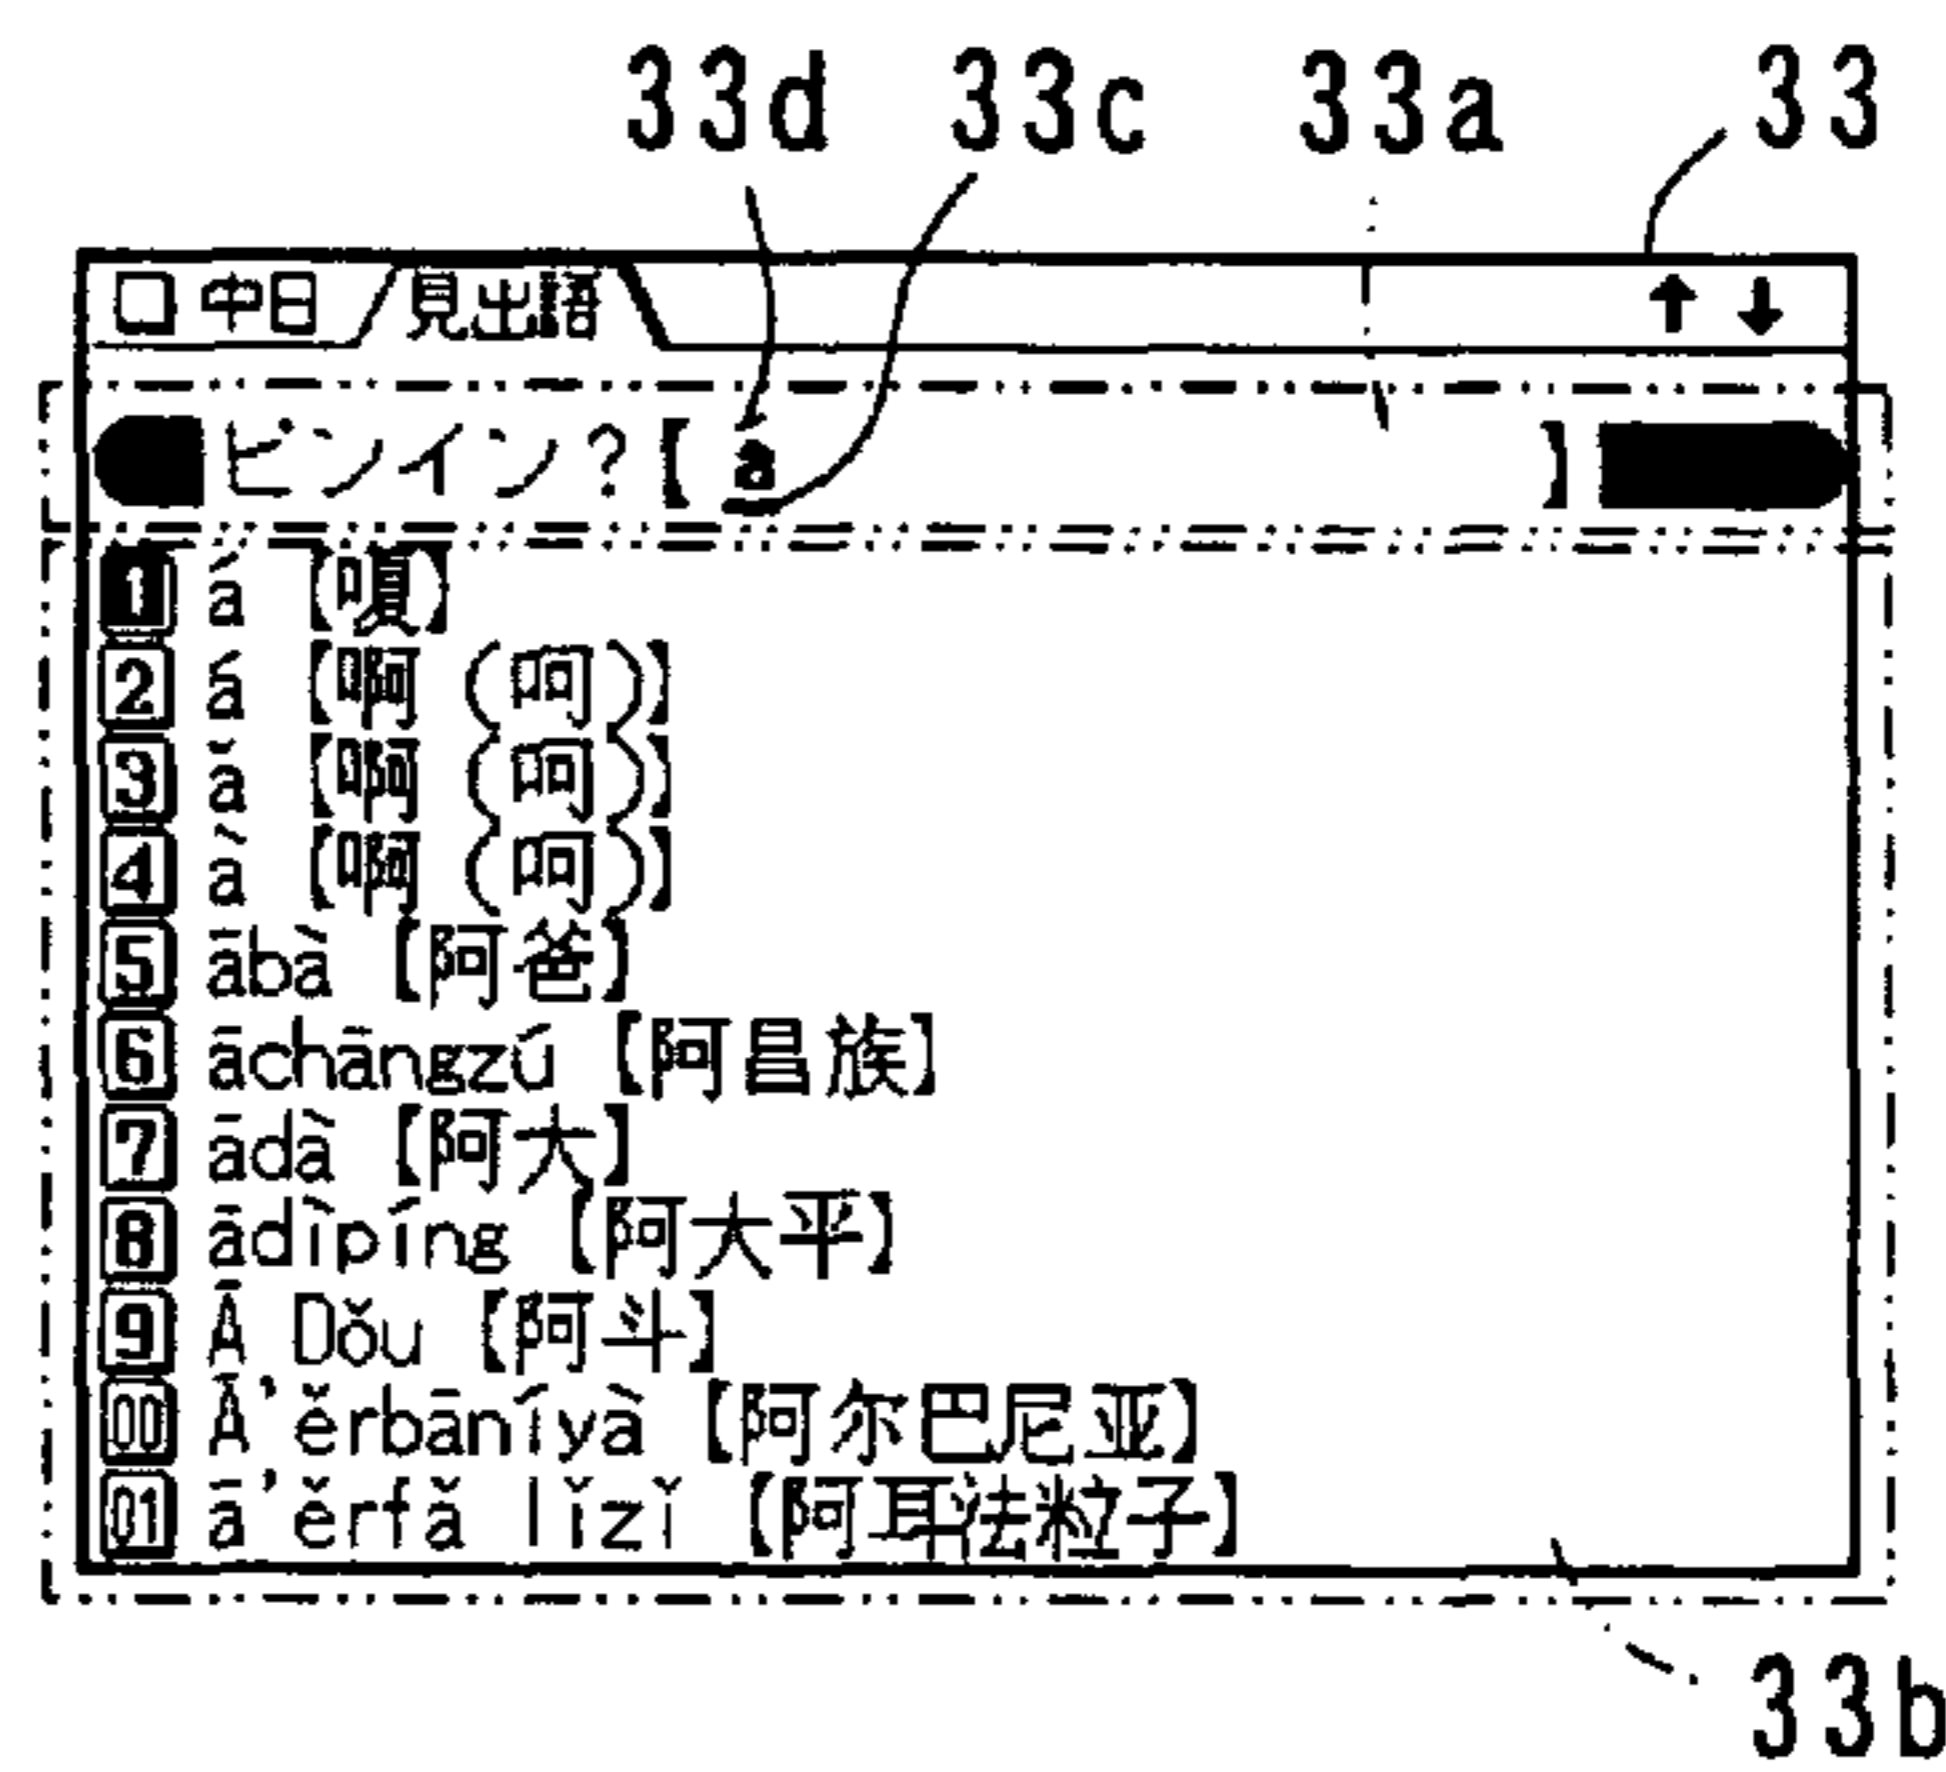 33d 33c 33a 33
中日 見出語 ↑ ↓
ピンイン?【á 】
1 à 【嗄】
2 á 【啊(呵)】
3 ǎ 【啊(呵)】
4 à 【啊(呵)】
5 ābà【阿爸】
6 āchāngzú【阿昌族】
7 ādà【阿大】
8 ādìpíng【阿大平】
9 Ā Dǒu【阿斗】
00 Ā'ěrbāníyà【阿尔巴尼亚】
01 ā'ěrfǎ lǐzǐ【阿耳法粒子】
33b